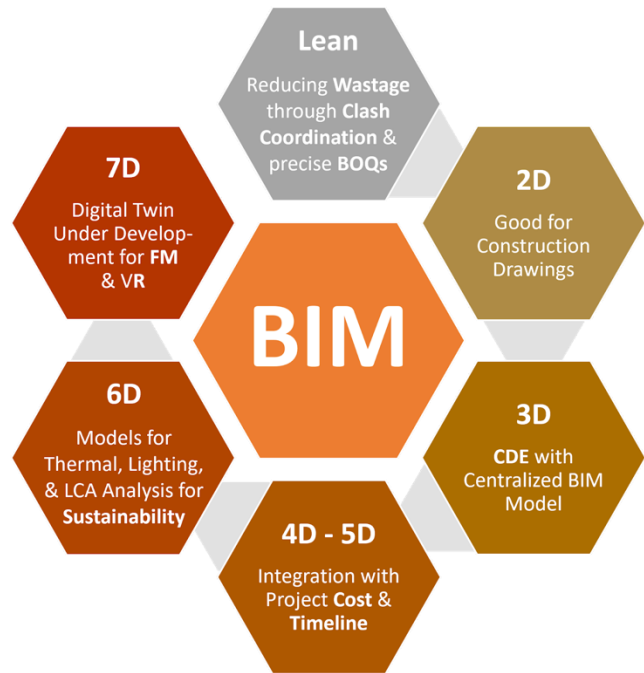 Lean
Reducing Wastage
through Clash
Coordination &
precise BOQs
2D
Good for
Construction
Drawings
3D
CDE with
Centralized BIM
Model
4D - 5D
Integration with
Project Cost &
Timeline
6D
Models for
Thermal, Lighting,
& LCA Analysis for
Sustainability
7D
Digital Twin
Under Develop-
ment for FM
& VR
BIM